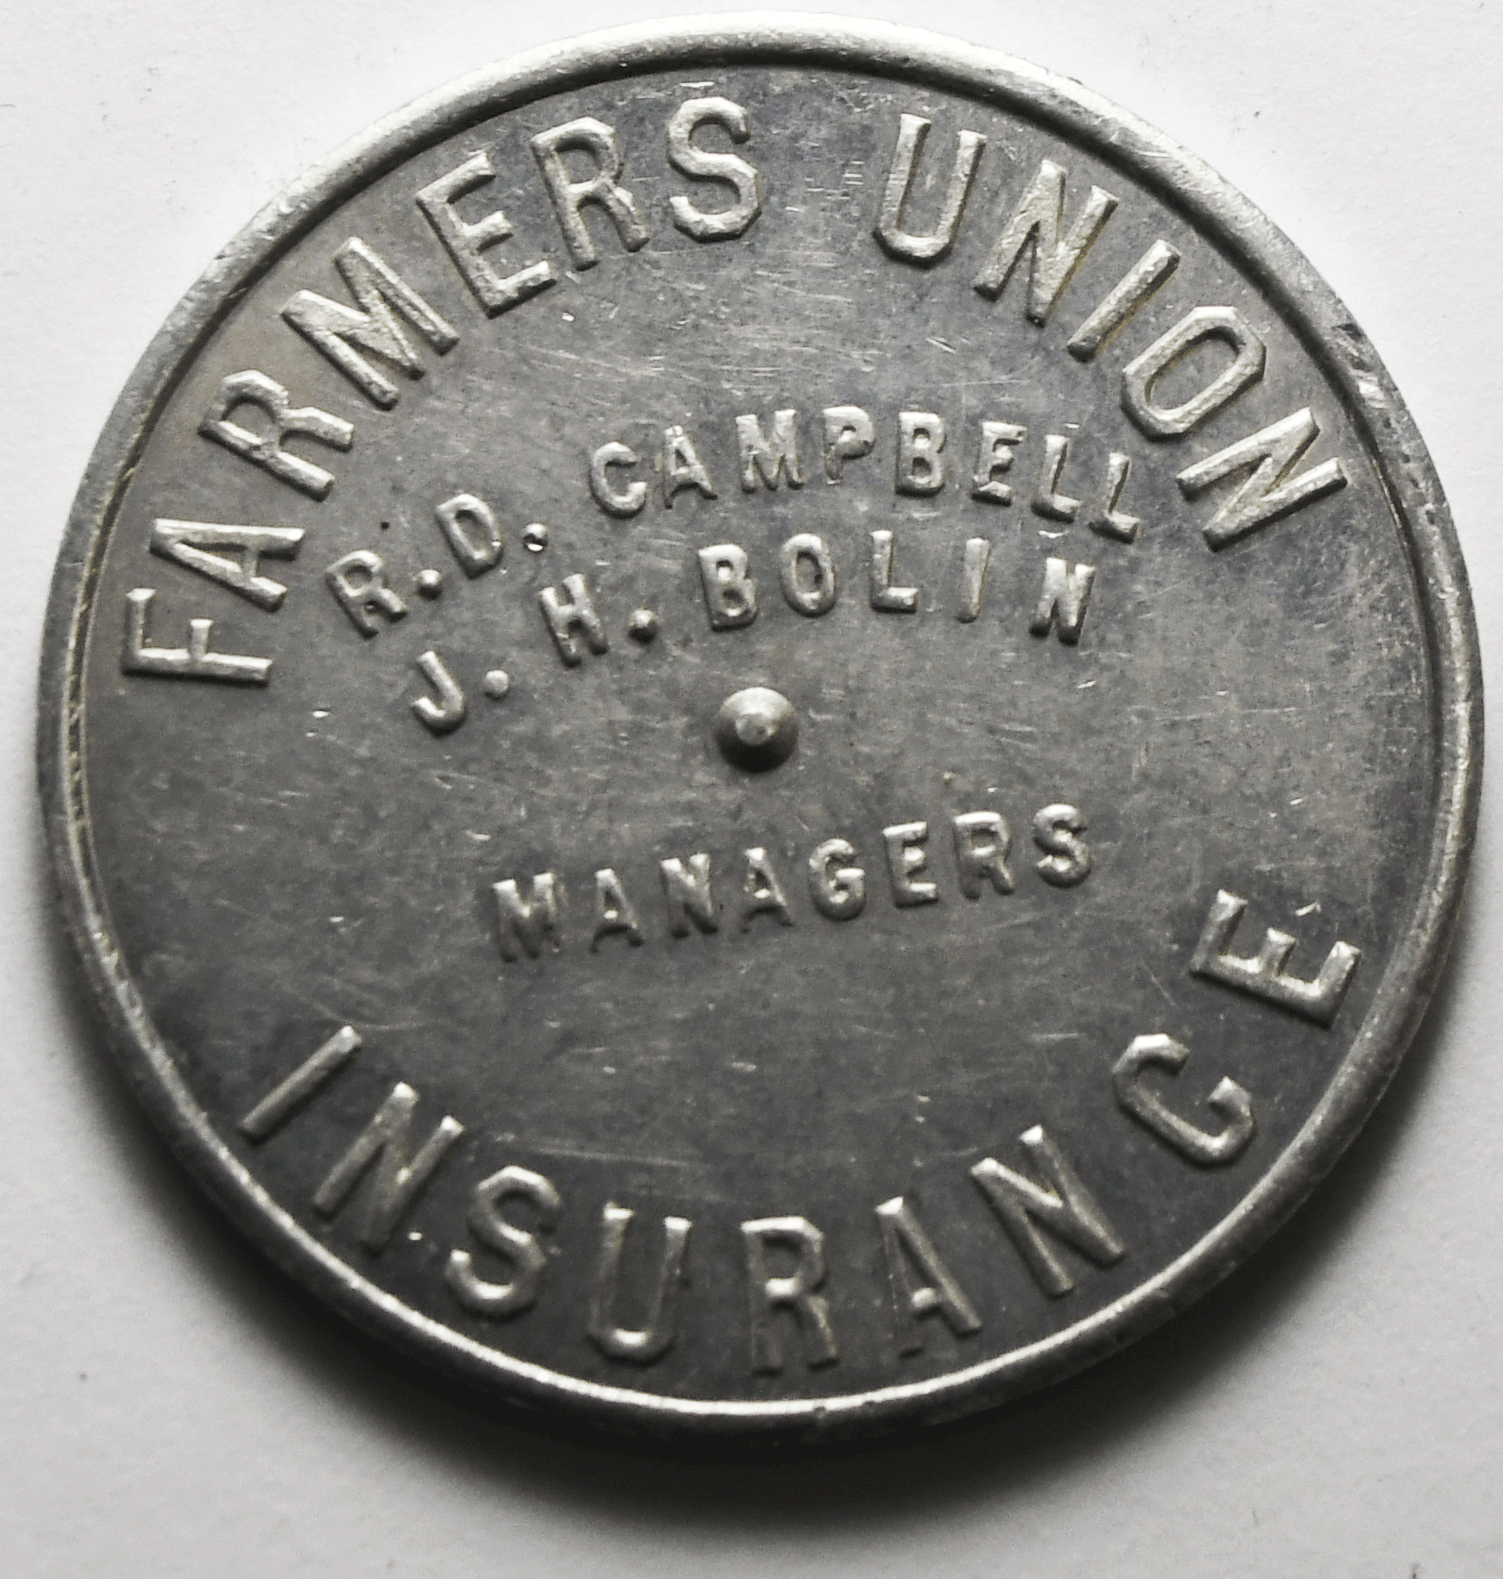 FARMERS UNION
R.D. CAMPBELL
J. H. BOLIN
MANAGERS
INSURANCE